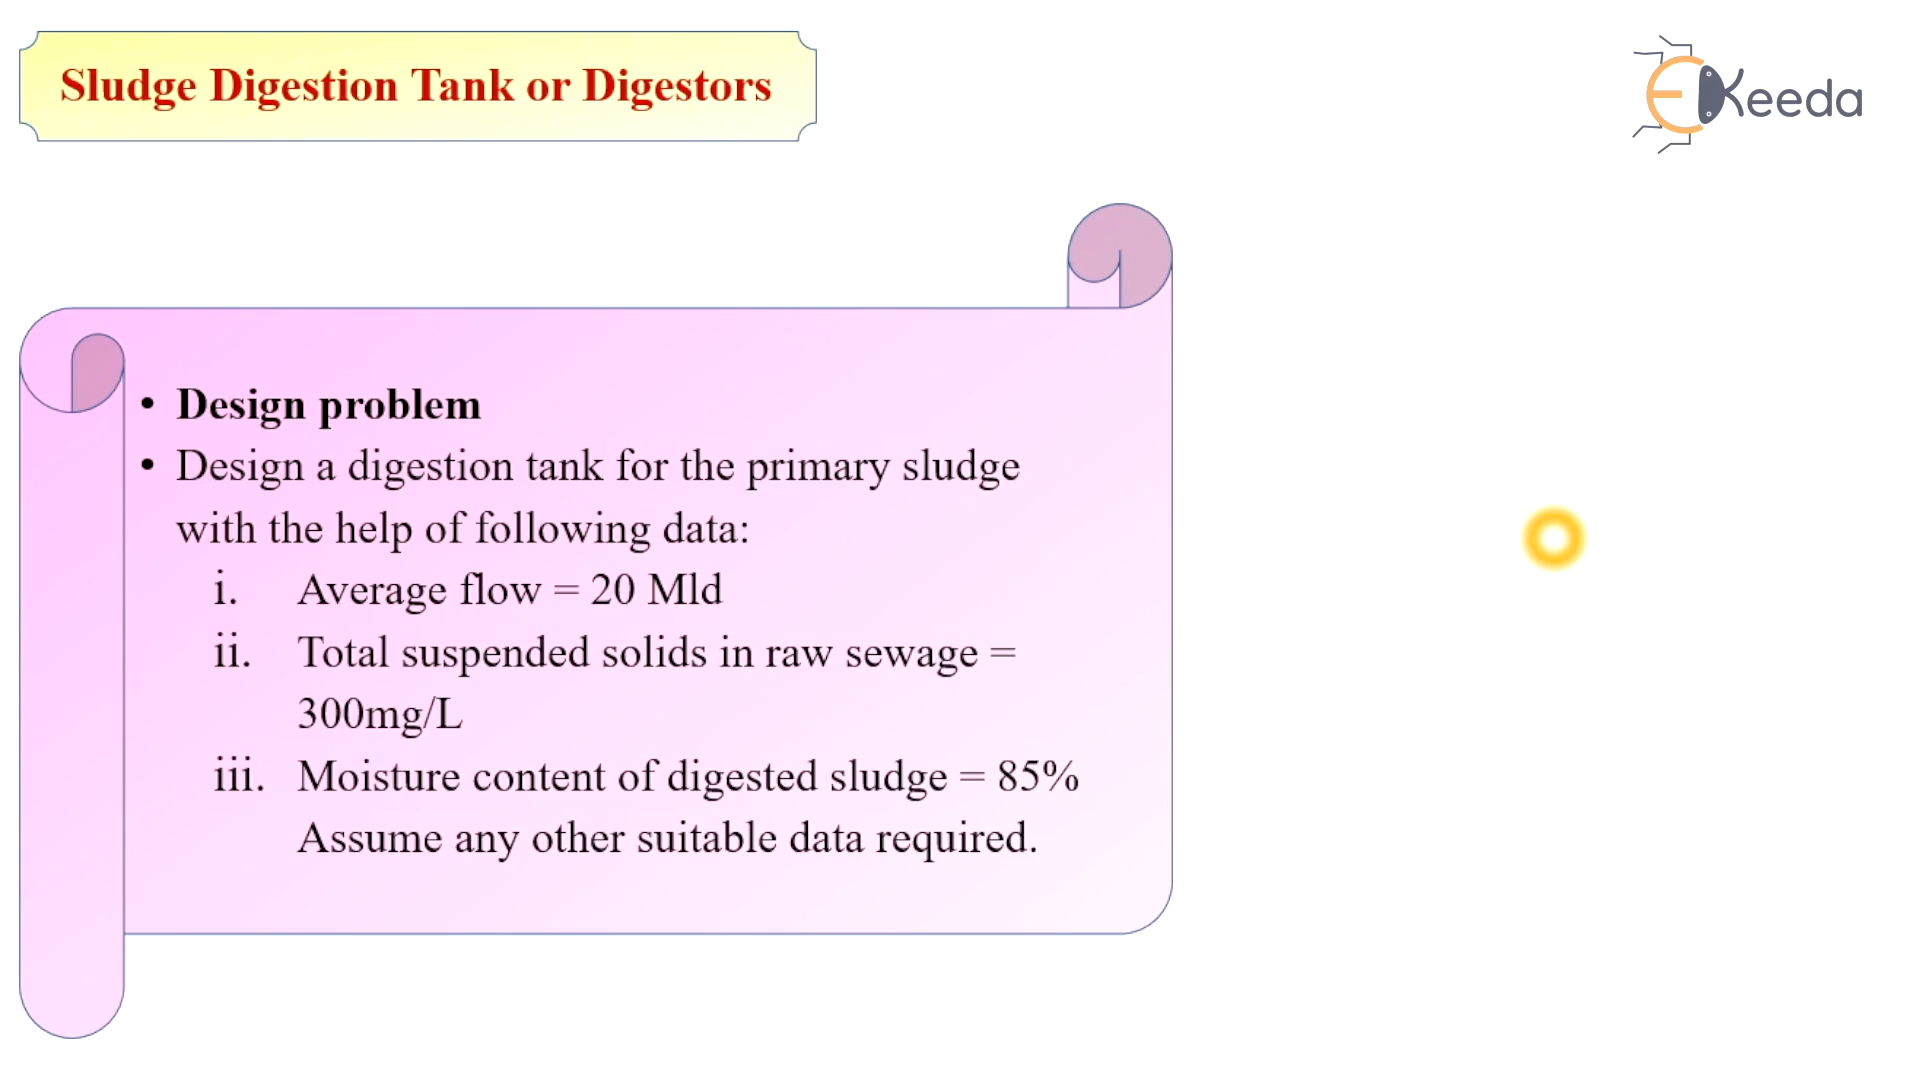 Sludge Digestion Tank or Digestors
EKeeda
• Design problem
• Design a digestion tank for the primary sludge
with the help of following data:
i. Average flow = 20 Mld
ii. Total suspended solids in raw sewage =
300mg/L
iii. Moisture content of digested sludge = 85%
Assume any other suitable data required.